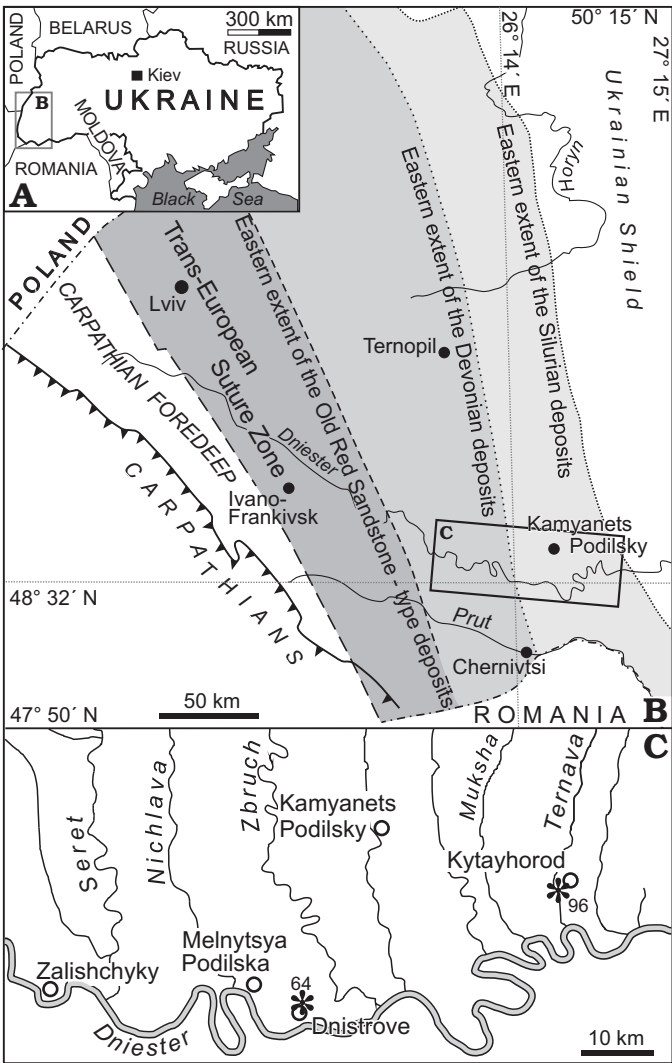 POLAND
BELARUS
300 km
RUSSIA
Kiev
B
UKRAINE
MOLDOVA
ROMANIA
Black Sea
A
50° 15´ N
26° 14´ E
27° 15´ E
Horyn
Ukrainian Shield
Eastern extent of the Silurian deposits
Eastern extent of the Devonian deposits
Eastern extent of the Old Red Sandstone - type deposits
Trans-European
Suture Zone
POLAND
Lviv
CARPATHIAN FOREDEEP
CARPATHIANS
Ternopil
Dniester
Ivano-
Frankivsk
C
Kamyanets
Podilsky
48° 32´ N
Prut
Chernivtsi
47° 50´ N
50 km
ROMANIA
B
C
Seret
Nichlava
Zbruch
Kamyanets
Podilsky
Muksha
Ternava
Kytayhorod
96
Melnytsya
Podilska
Zalishchyky
64
Dnistrove
Dniester
10 km